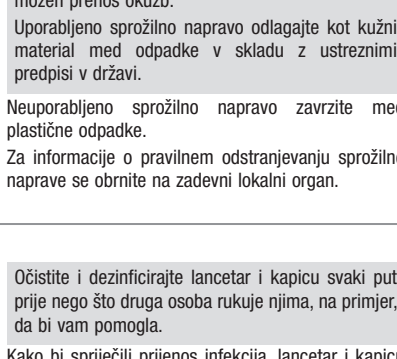 možen prenos okužb.
Uporabljeno sprožilno napravo odlagajte kot kužni
material med odpadke v skladu z ustreznimi
predpisi v državi.
Neuporabljeno sprožilno napravo zavrzite med
plastične odpadke.
Za informacije o pravilnem odstranjevanju sprožilne
naprave se obrnite na zadevni lokalni organ.
Očistite i dezinficirajte lancetar i kapicu svaki put
prije nego što druga osoba rukuje njima, na primjer,
da bi vam pomogla.
Kako bi spriječili prijenos infekcija, lancetar i kapicu